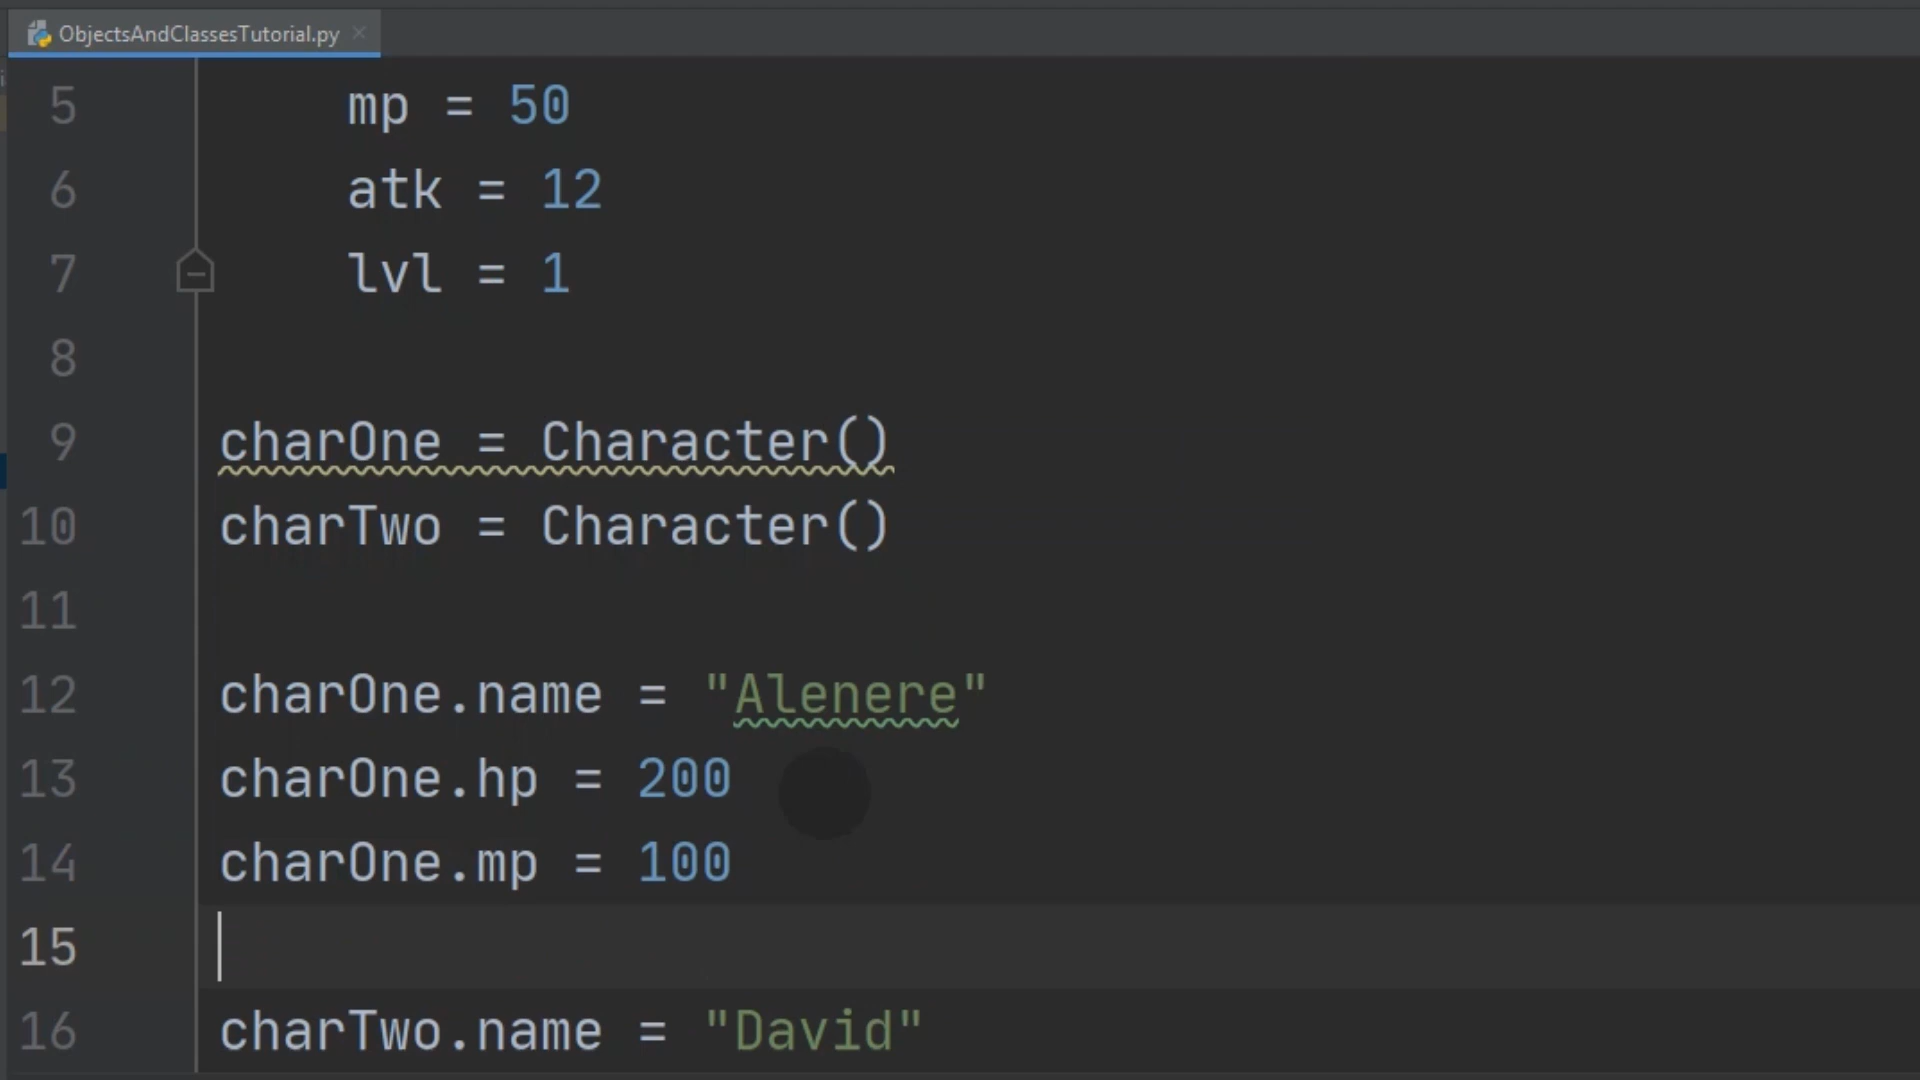 ObjectsAndClassesTutorial.py
5 mp = 50
6 atk = 12
7 lvl = 1
8
9 charOne = Character()
10 charTwo = Character()
11
12 charOne.name = "Alenere"
13 charOne.hp = 200
14 charOne.mp = 100
15
16 charTwo.name = "David"